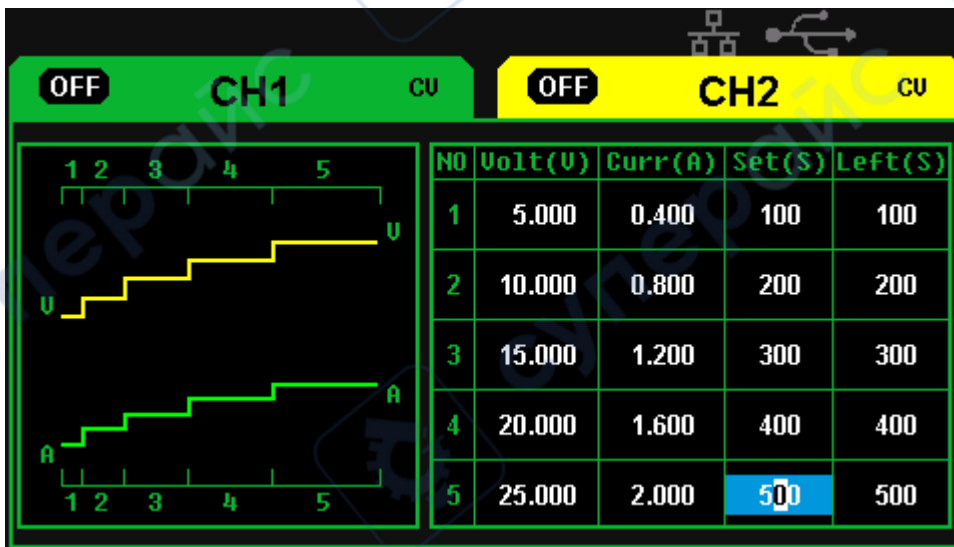 OFF CH1 CV
OFF CH2 CV
1 2 3 4 5
V
V
A
A
1 2 3 4 5
NO Volt(V) Curr(A) Set(S) Left(S)
1 5.000 0.400 100 100
2 10.000 0.800 200 200
3 15.000 1.200 300 300
4 20.000 1.600 400 400
5 25.000 2.000 500 500
суперайс